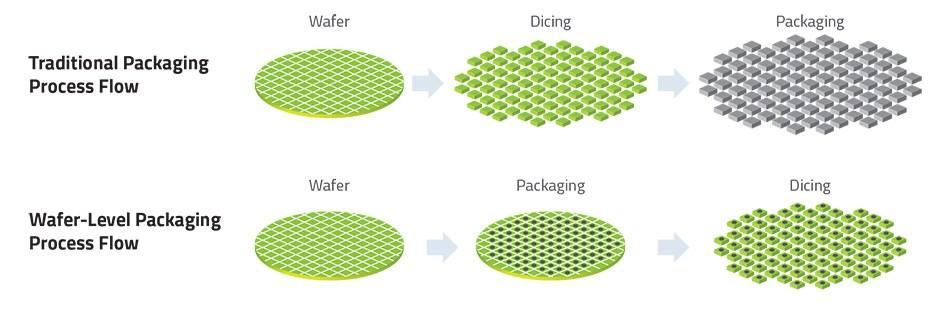 Wafer
Dicing
Packaging
Traditional Packaging
Process Flow
Wafer
Packaging
Dicing
Wafer-Level Packaging
Process Flow